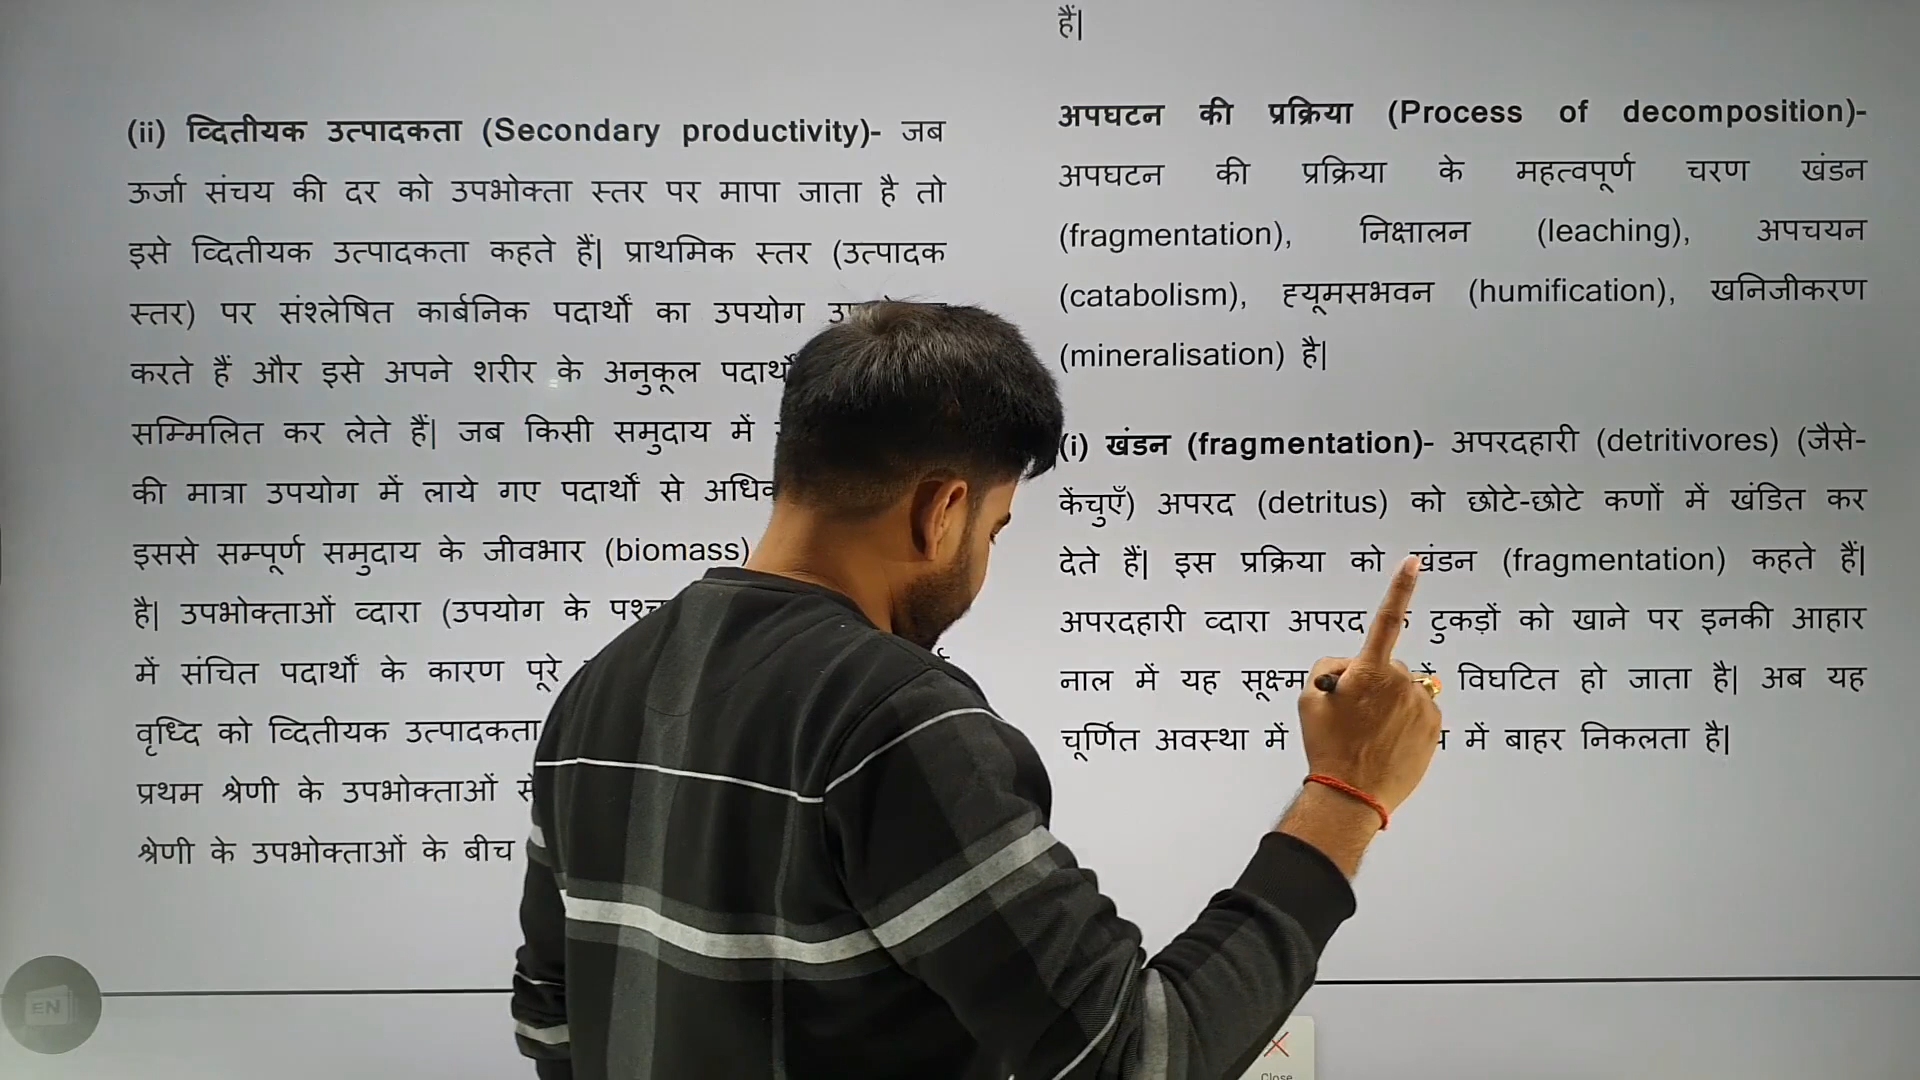 (ii) व्दितीयक उत्पादकता (Secondary productivity)- जब
ऊर्जा संचय की दर को उपभोक्ता स्तर पर मापा जाता है तो
इसे व्दितीयक उत्पादकता कहते हैं| प्राथमिक स्तर (उत्पादक
स्तर) पर संश्लेषित कार्बनिक पदार्थों का उपयोग
करते हैं और इसे अपने शरीर के अनुकूल
सम्मिलित कर लेते हैं| जब किसी समुदाय में
की मात्रा उपयोग में लाये गए पदार्थों से
इससे सम्पूर्ण समुदाय के जीवभार (biomass)
है| उपभोक्ताओं व्दारा (उपयोग के
में संचित पदार्थों के कारण पूरे
वृध्दि को व्दितीयक उत्पादकता
प्रथम श्रेणी के उपभोक्ताओं से
श्रेणी के उपभोक्ताओं के बीच
हैं|
अपघटन की प्रक्रिया (Process of decomposition)-
अपघटन की प्रक्रिया के महत्वपूर्ण चरण खंडन
(fragmentation), निक्षालन (leaching), अपचयन
(catabolism), ह्यूमसभवन (humification), खनिजीकरण
(mineralisation) है|
(i) खंडन (fragmentation)- अपरदहारी (detritivores) (जैसे-
केंचुएँ) अपरद (detritus) को छोटे-छोटे कणों में खंडित कर
देते हैं| इस प्रक्रिया को खंडन (fragmentation) कहते हैं|
अपरदहारी व्दारा अपरद टुकड़ों को खाने पर इनकी आहार
नाल में यह सूक्ष्म विघटित हो जाता है| अब यह
चूर्णित अवस्था में में बाहर निकलता है|
EN
Close